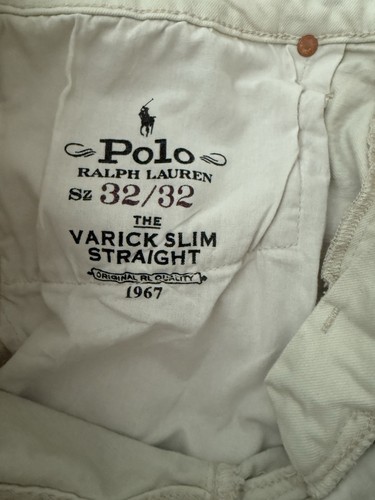 Polo
RALPH LAUREN
Sz 32/32
THE
VARICK SLIM
STRAIGHT
ORIGINAL RL QUALITY
1967